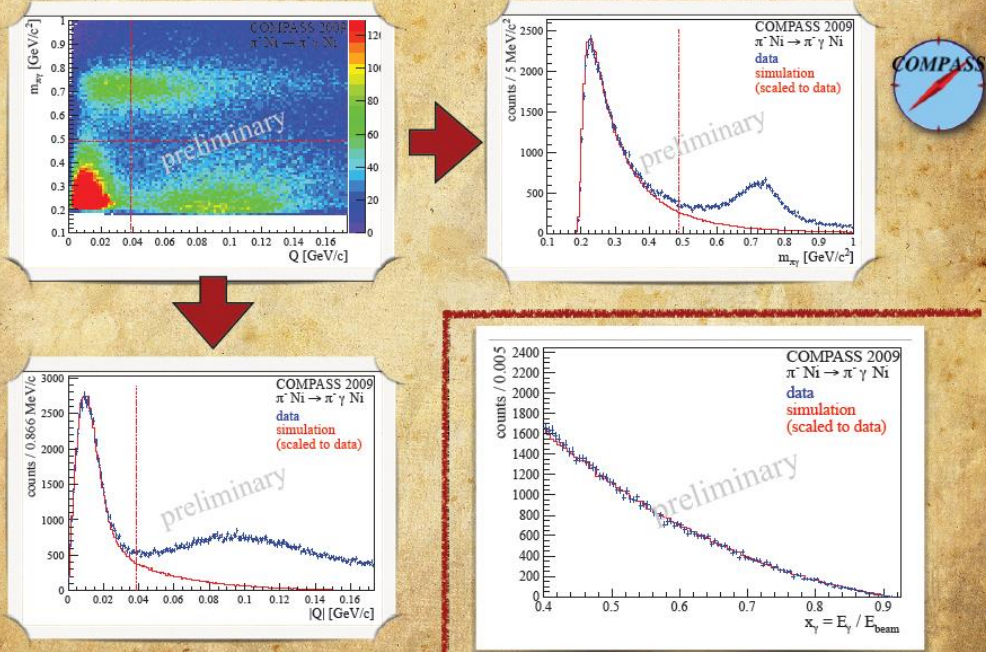 COMPASS 2009
π⁻ Ni → π⁻ γ Ni
m_πγ [GeV/c²]
0.9
0.8
0.7
0.6
0.5
0.4
0.3
0.2
0.1
0 0.02 0.04 0.06 0.08 0.1 0.12 0.14 0.16
Q [GeV/c]
100
80
60
40
20
0
preliminary
COMPASS 2009
π⁻ Ni → π⁻ γ Ni
data
simulation
(scaled to data)
counts / 5 MeV/c²
2500
2000
1500
1000
500
0
0.1 0.2 0.3 0.4 0.5 0.6 0.7 0.8 0.9 1
m_πγ [GeV/c²]
preliminary
COMPASS
COMPASS 2009
π⁻ Ni → π⁻ γ Ni
data
simulation
(scaled to data)
counts / 0.866 MeV/c
3000
2500
2000
1500
1000
500
0
0 0.02 0.04 0.06 0.08 0.1 0.12 0.14 0.16
|Q| [GeV/c]
preliminary
COMPASS 2009
π⁻ Ni → π⁻ γ Ni
data
simulation
(scaled to data)
counts / 0.005
2400
2200
2000
1800
1600
1400
1200
1000
800
600
400
200
0
0.4 0.5 0.6 0.7 0.8 0.9
x_γ = E_γ / E_beam
preliminary